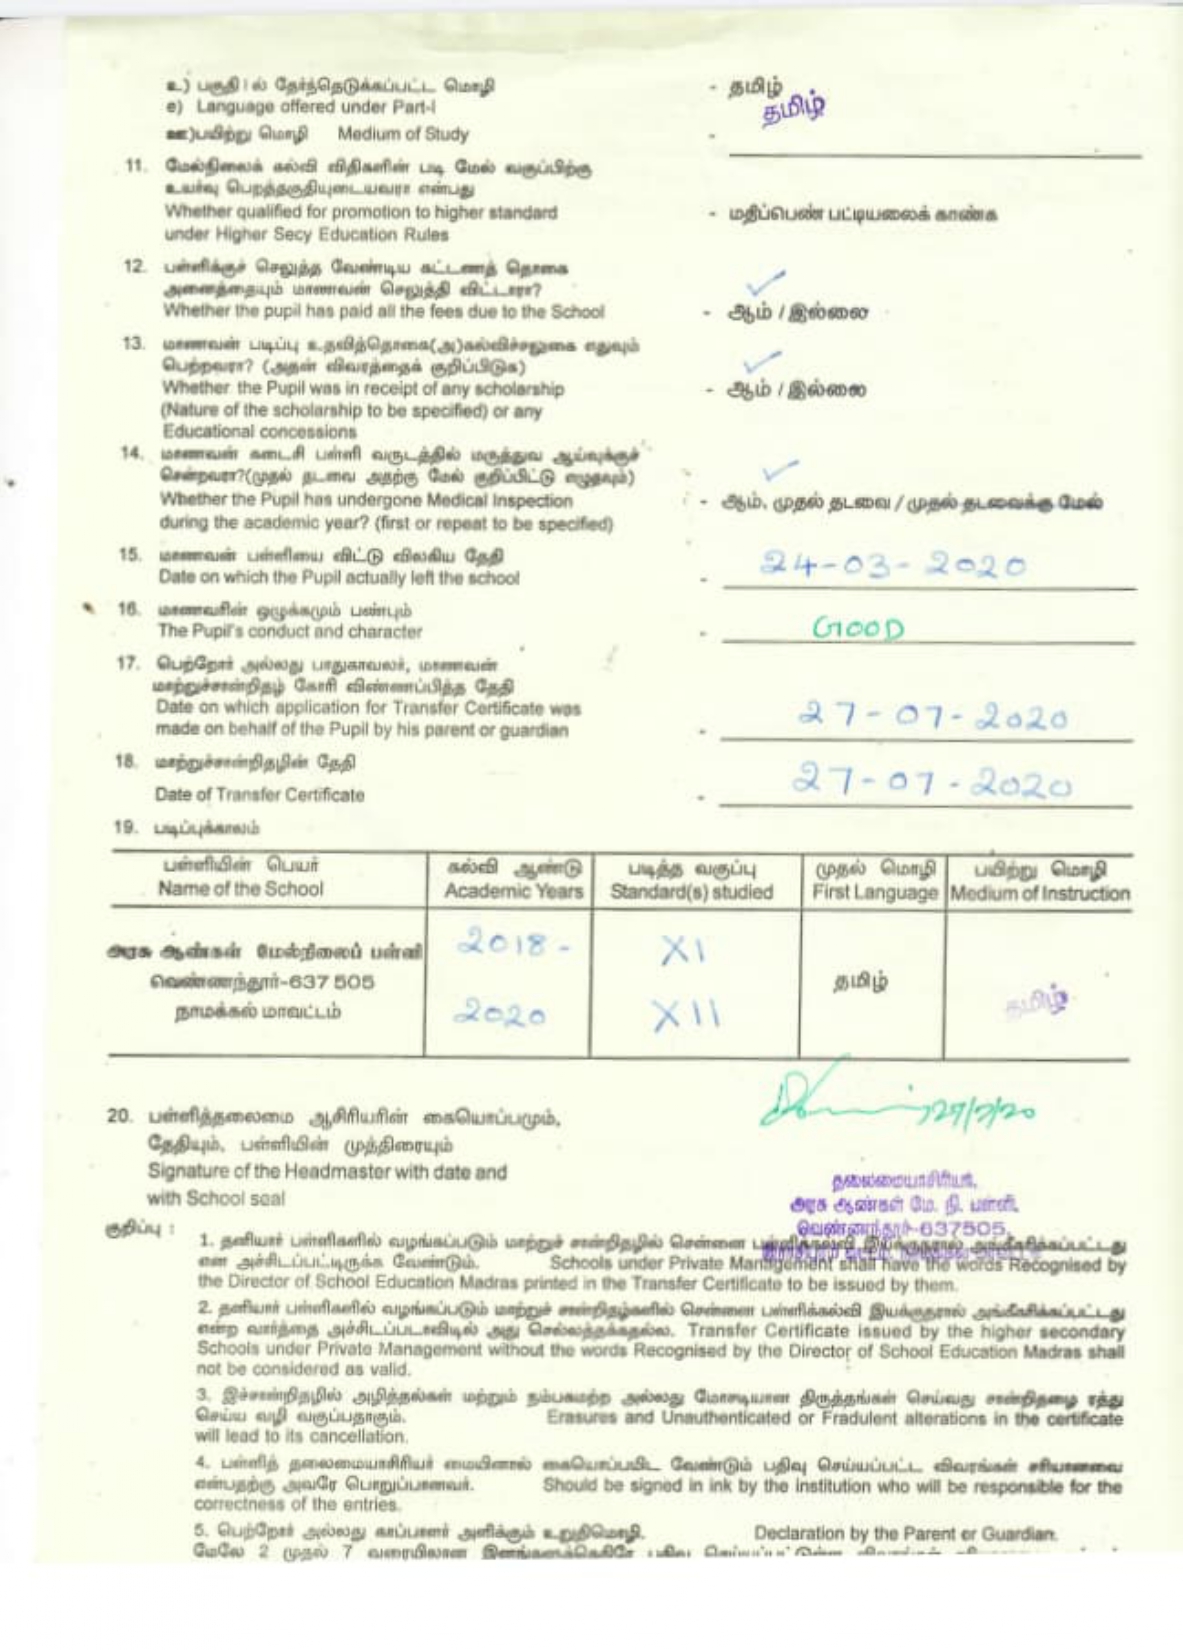 உ) பகுதி I ல் தேர்ந்தெடுக்கப்பட்ட மொழி - தமிழ்
e) Language offered under Part-I தமிழ்
ஊ)பயிற்று மொழி Medium of Study -
11. மேல்நிலைக் கல்வி விதிகளின் படி மேல் வகுப்பிற்கு
உயர்வு பெறத்தகுதியுடையவரா என்பது
Whether qualified for promotion to higher standard - மதிப்பெண் பட்டியலைக் காண்க
under Higher Secy Education Rules
12. பள்ளிக்குச் செலுத்த வேண்டிய கட்டணத் தொகை
அனைத்தையும் மாணவன் செலுத்தி விட்டாரா?
Whether the pupil has paid all the fees due to the School - ஆம் / இல்லை
13. மாணவன் படிப்பு உதவித்தொகை(அ)கல்விச்சலுகை எதுவும்
பெற்றவரா? (அதன் விவரத்தைக் குறிப்பிடுக)
Whether the Pupil was in receipt of any scholarship - ஆம் / இல்லை
(Nature of the scholarship to be specified) or any
Educational concessions
14. மாணவன் கடைசி பள்ளி வருடத்தில் மருத்துவ ஆய்வுக்குச்
சென்றவரா?(முதல் தடவை அதற்கு மேல் குறிப்பிட்டு எழுதவும்)
Whether the Pupil has undergone Medical Inspection - ஆம். முதல் தடவை / முதல் தடவைக்கு மேல்
during the academic year? (first or repeat to be specified)
15. மாணவன் பள்ளியை விட்டு விலகிய தேதி
Date on which the Pupil actually left the school - 24-03-2020
16. மாணவரின் ஒழுக்கமும் பண்பும்
The Pupil's conduct and character - GOOD
17. பெற்றோர் அல்லது பாதுகாவலர், மாணவன்
மாற்றுச்சான்றிதழ் கோரி விண்ணப்பித்த தேதி
Date on which application for Transfer Certificate was
made on behalf of the Pupil by his parent or guardian - 27-07-2020
18. மாற்றுச்சான்றிதழின் தேதி
Date of Transfer Certificate - 27-07-2020
19. படிப்புக்காலம்
பள்ளியின் பெயர் கல்வி ஆண்டு படித்த வகுப்பு முதல் மொழி பயிற்று மொழி
Name of the School Academic Years Standard(s) studied First Language Medium of Instruction
அரசு ஆண்கள் மேல்நிலைப் பள்ளி 2018- XI
வெண்ணந்தூர்-637 505 தமிழ் தமிழ்
நாமக்கல் மாவட்டம் 2020 XII
27/7/20
20. பள்ளித்தலைமை ஆசிரியரின் கையொப்பமும்,
தேதியும், பள்ளியின் முத்திரையும்
Signature of the Headmaster with date and
with School seal
தலைமையாசிரியர்,
அரசு ஆண்கள் மே. நி. பள்ளி,
வெண்ணந்தூர்-637505,
குறிப்பு :
1. தனியார் பள்ளிகளில் வழங்கப்படும் மாற்றுச் சான்றிதழில் சென்னை பள்ளிக்கல்வி இயக்குநரால் அங்கீகரிக்கப்பட்டது
என அச்சிடப்பட்டிருக்க வேண்டும். Schools under Private Management shall have the words Recognised by
the Director of School Education Madras printed in the Transfer Certificate to be issued by them.
2. தனியார் பள்ளிகளில் வழங்கப்படும் மாற்றுச் சான்றிதழ்களில் சென்னை பள்ளிக்கல்வி இயக்குநரால் அங்கீகரிக்கப்பட்டது
என்ற வார்த்தை அச்சிடப்படாவிடில் அது செல்லத்தக்கதல்ல. Transfer Certificate issued by the higher secondary
Schools under Private Management without the words Recognised by the Director of School Education Madras shall
not be considered as valid.
3. இச்சான்றிதழில் அழித்தல்கள் மற்றும் நம்பகமற்ற அல்லது மோசடியான திருத்தங்கள் செய்வது சான்றிதழை ரத்து
செய்ய வழி வகுப்பதாகும். Erasures and Unauthenticated or Fradulent alterations in the certificate
will lead to its cancellation.
4. பள்ளித் தலைமையாசிரியர் மையினால் கையொப்பமிட வேண்டும் பதிவு செய்யப்பட்ட விவரங்கள் சரியானவை
என்பதற்கு அவரே பொறுப்பானவர். Should be signed in ink by the institution who will be responsible for the
correctness of the entries.
5. பெற்றோர் அல்லது காப்பாளர் அளிக்கும் உறுதிமொழி. Declaration by the Parent or Guardian.
மேலே 2 முதல் 7 வரையிலான